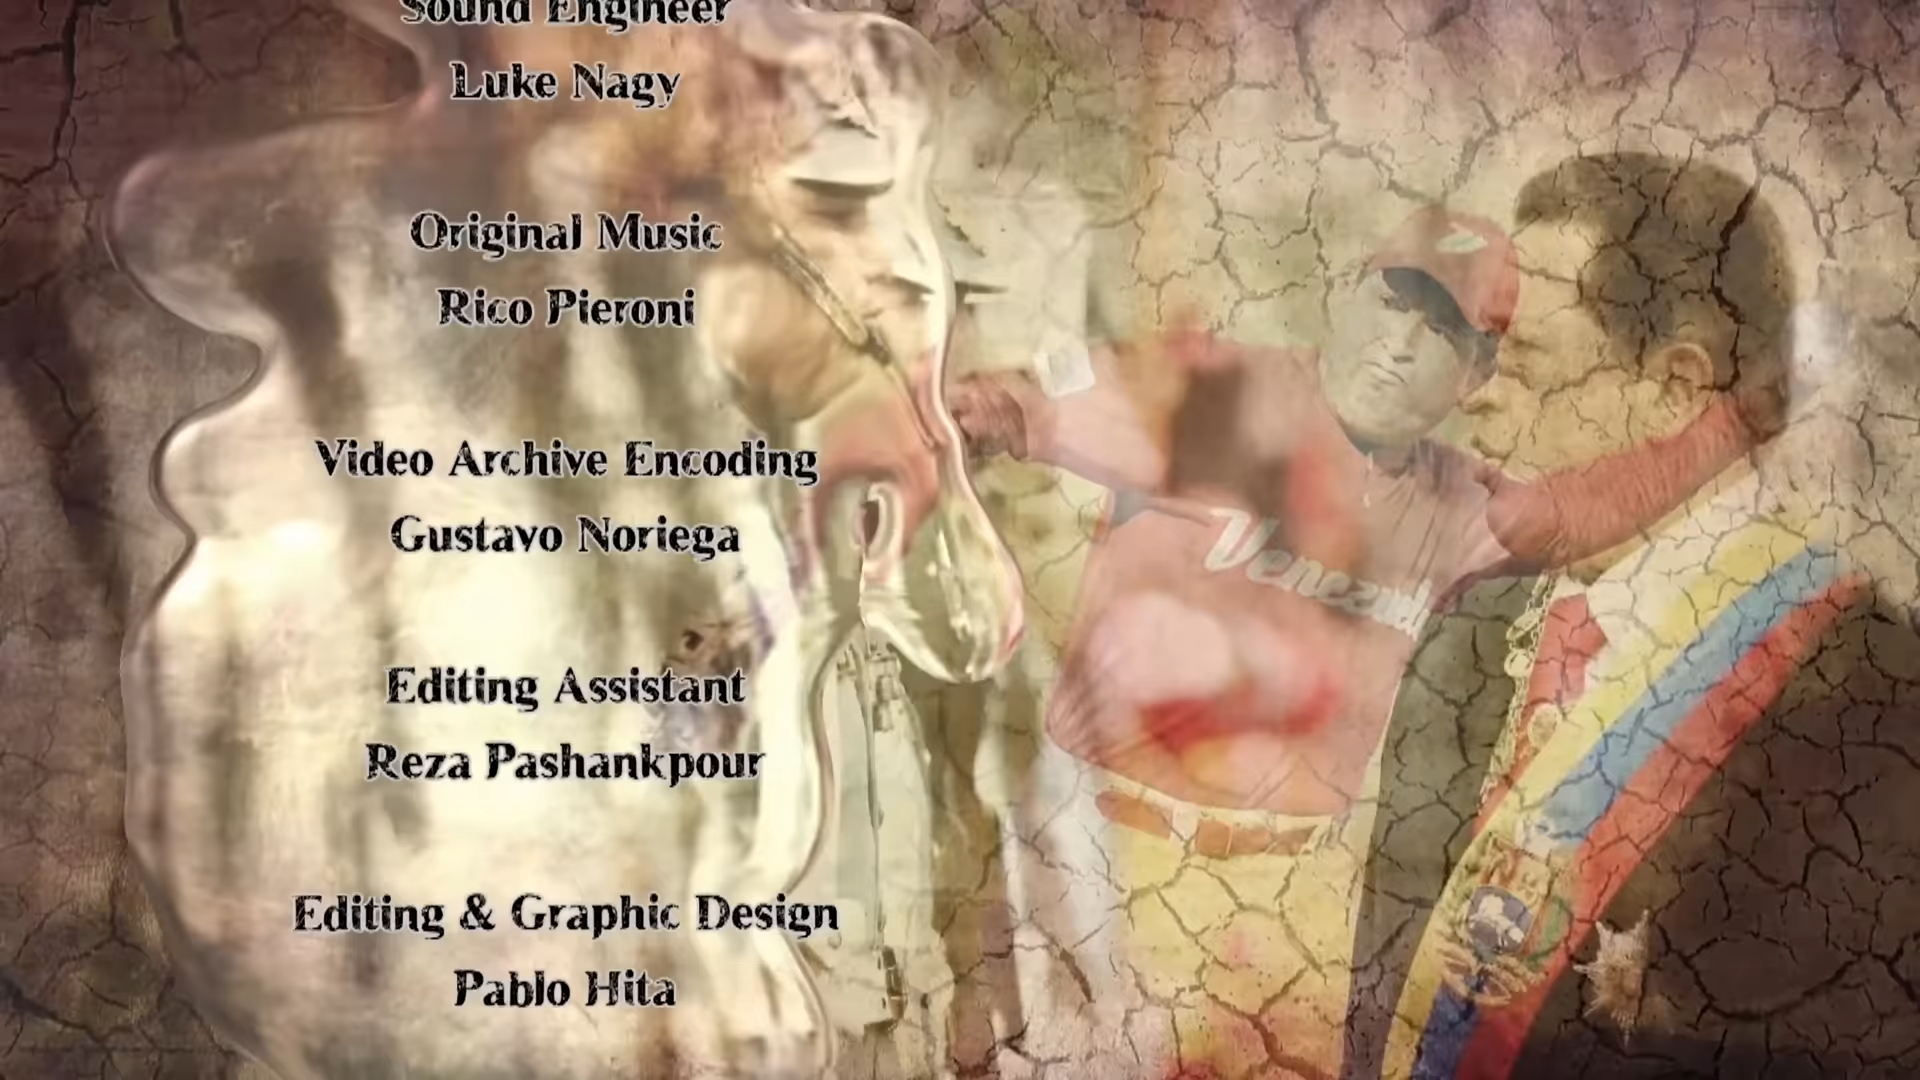 Sound Engineer
Luke Nagy
Original Music
Rico Pieroni
Video Archive Encoding
Gustavo Noriega
Editing Assistant
Reza Pashankpour
Editing & Graphic Design
Pablo Hita